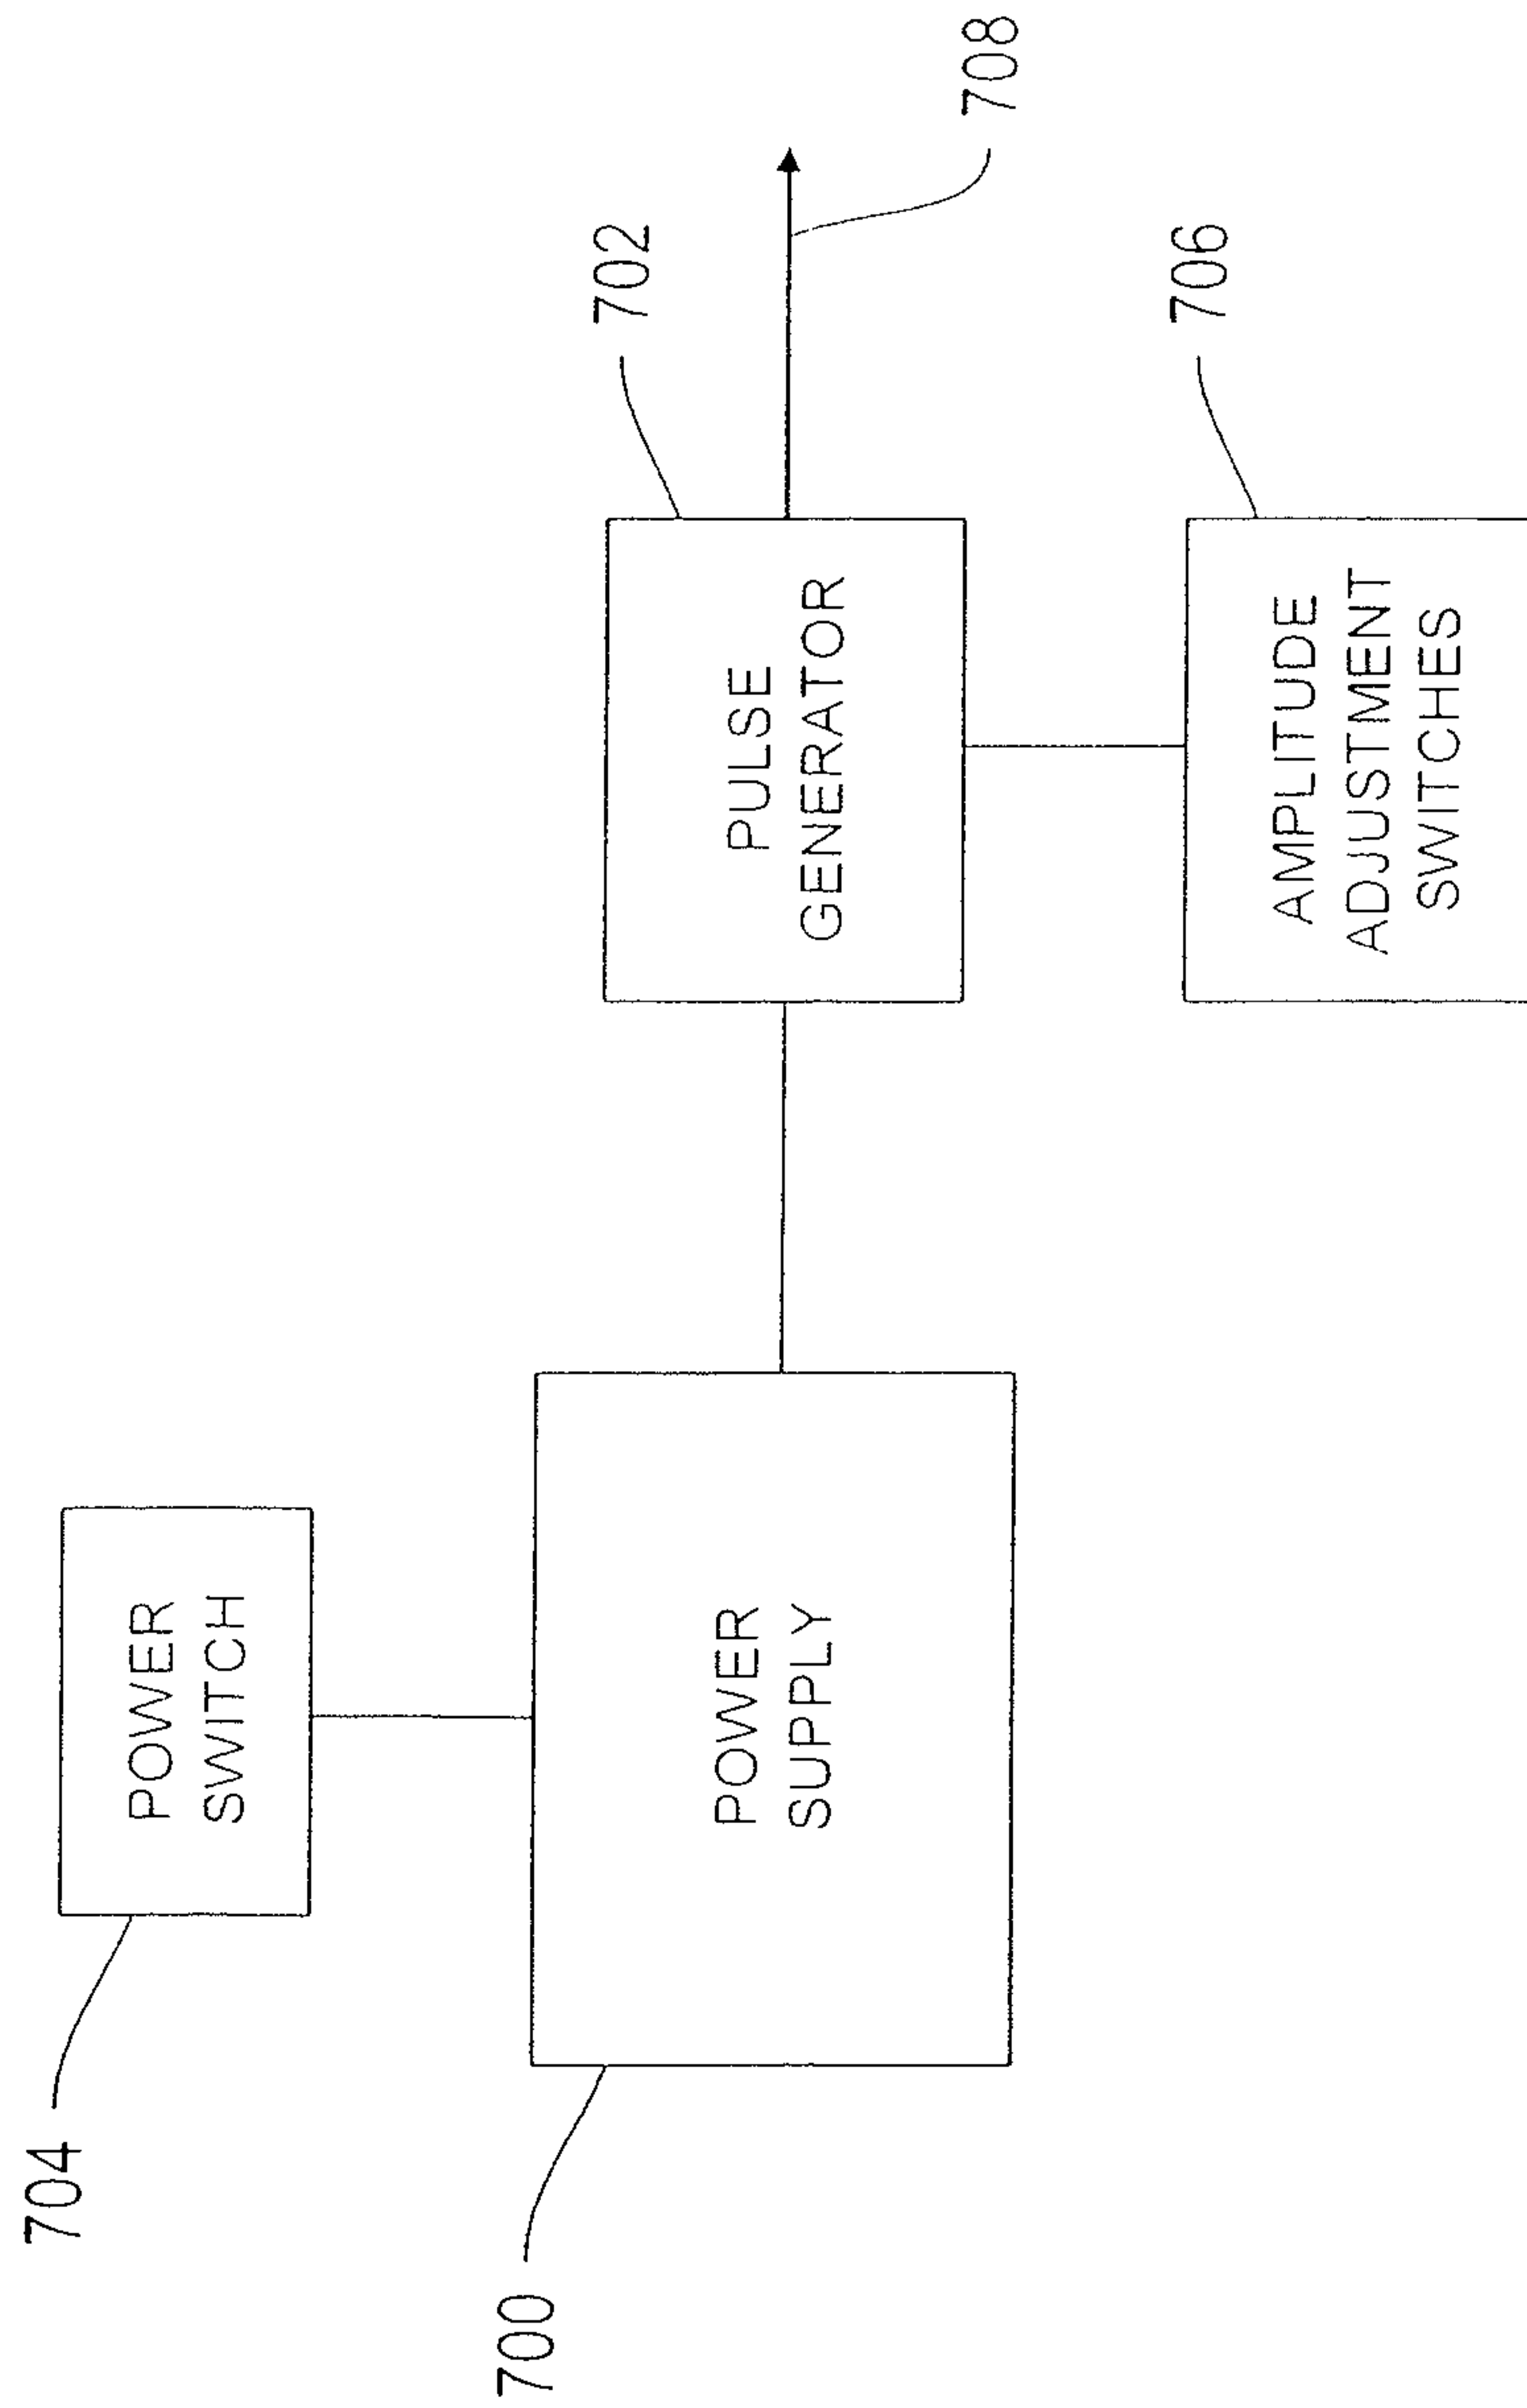 704
POWER
SWITCH
700
POWER
SUPPLY
702
PULSE
GENERATOR
708
706
AMPLITUDE
ADJUSTMENT
SWITCHES